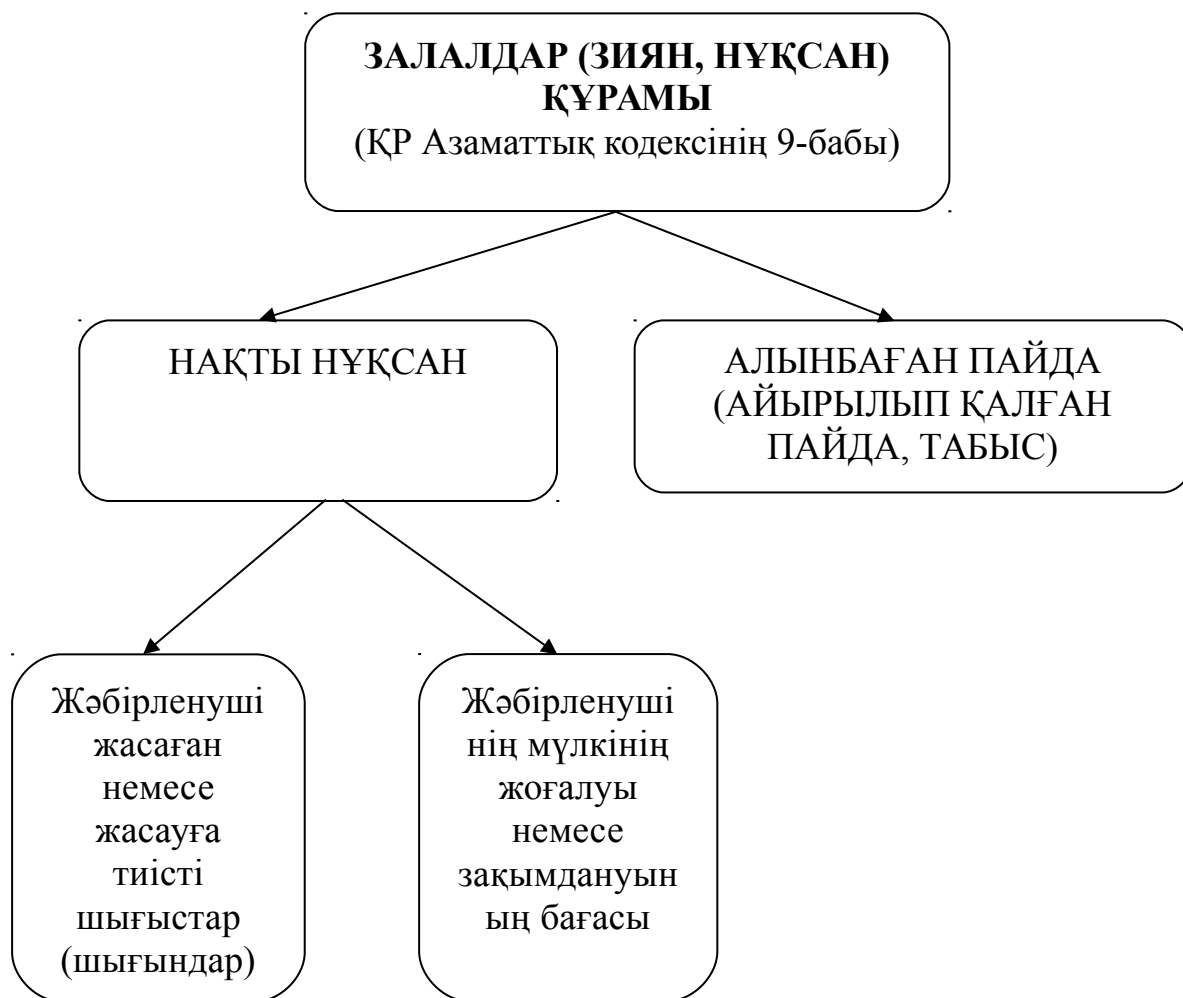 ЗАЛАЛДАР (ЗИЯН, НҰҚСАН)
ҚҰРАМЫ
(ҚР Азаматтық кодексінің 9-бабы)
НАҚТЫ НҰҚСАН
АЛЫНБАҒАН ПАЙДА
(АЙЫРЫЛЫП ҚАЛҒАН
ПАЙДА, ТАБЫС)
Жәбірленуші
жасаған
немесе
жасауға
тиісті
шығыстар
(шығындар)
Жәбірленуші
нің мүлкінің
жоғалуы
немесе
зақымдануын
ың бағасы